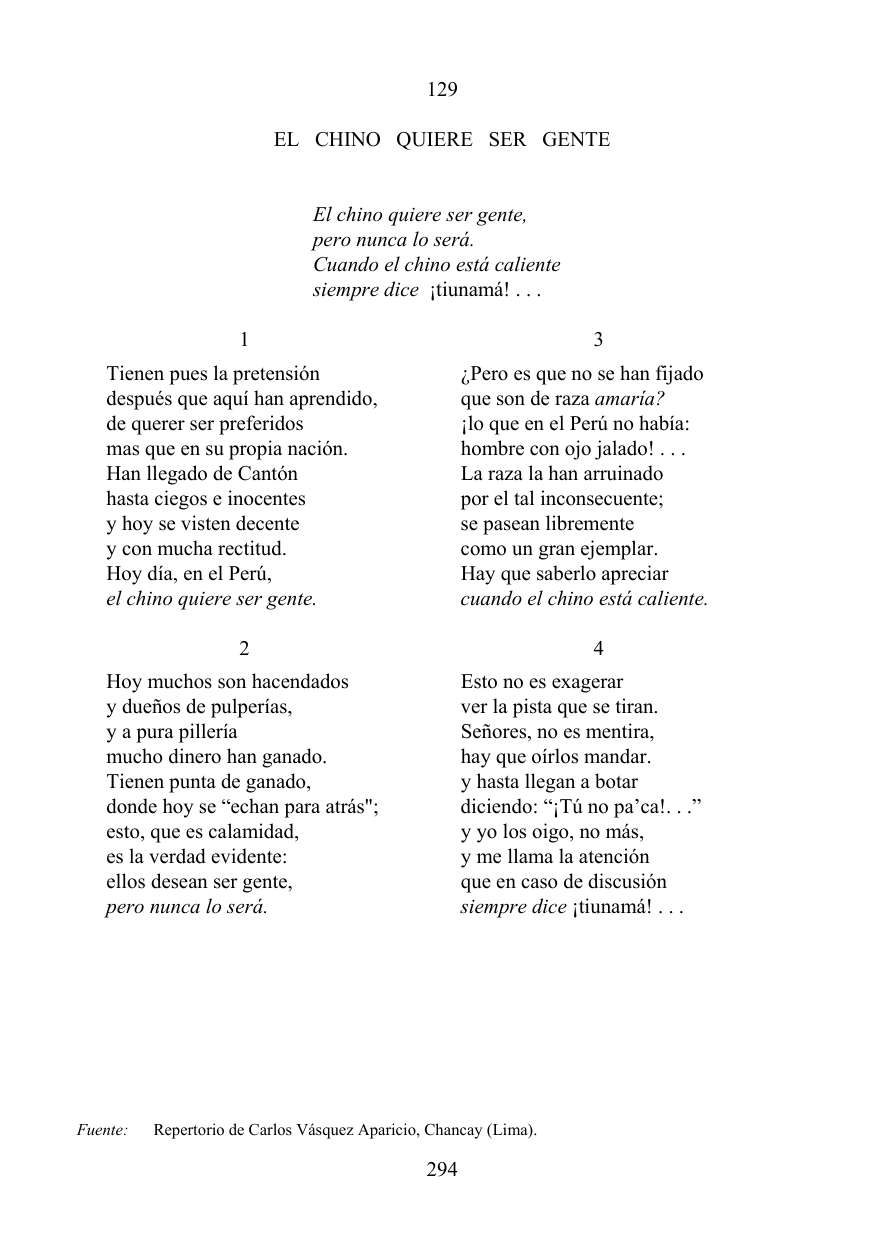 129
EL CHINO QUIERE SER GENTE
El chino quiere ser gente,
pero nunca lo será.
Cuando el chino está caliente
siempre dice ¡tiunamá! . . .
1
Tienen pues la pretensión
después que aquí han aprendido,
de querer ser preferidos
mas que en su propia nación.
Han llegado de Cantón
hasta ciegos e inocentes
y hoy se visten decente
y con mucha rectitud.
Hoy día, en el Perú,
el chino quiere ser gente.
2
Hoy muchos son hacendados
y dueños de pulperías,
y a pura pillería
mucho dinero han ganado.
Tienen punta de ganado,
donde hoy se “echan para atrás";
esto, que es calamidad,
es la verdad evidente:
ellos desean ser gente,
pero nunca lo será.
3
¿Pero es que no se han fijado
que son de raza amaría?
¡lo que en el Perú no había:
hombre con ojo jalado! . . .
La raza la han arruinado
por el tal inconsecuente;
se pasean libremente
como un gran ejemplar.
Hay que saberlo apreciar
cuando el chino está caliente.
4
Esto no es exagerar
ver la pista que se tiran.
Señores, no es mentira,
hay que oírlos mandar.
y hasta llegan a botar
diciendo: “¡Tú no pa’ca!. . .”
y yo los oigo, no más,
y me llama la atención
que en caso de discusión
siempre dice ¡tiunamá! . . .
Fuente: Repertorio de Carlos Vásquez Aparicio, Chancay (Lima).
294